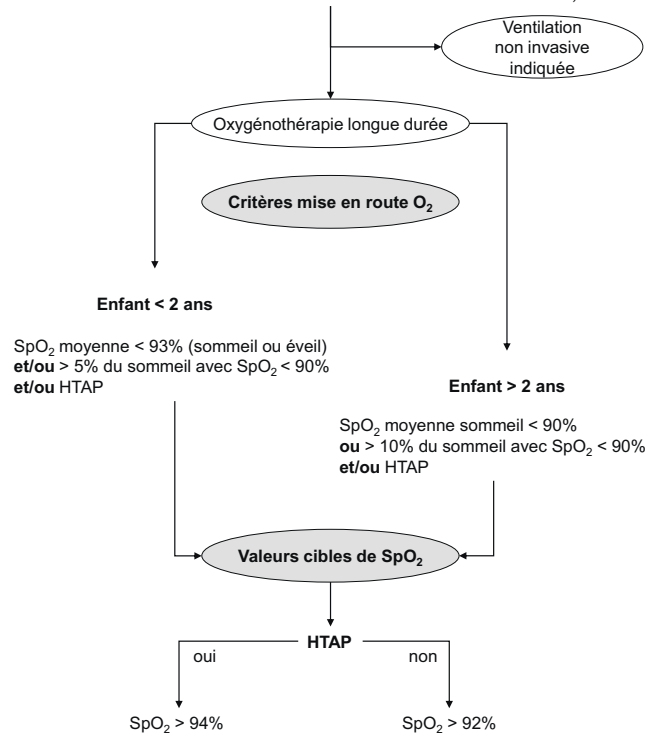 Ventilation
non invasive
indiquée
Oxygénothérapie longue durée
Critères mise en route O₂
Enfant < 2 ans
SpO₂ moyenne < 93% (sommeil ou éveil)
et/ou > 5% du sommeil avec SpO₂ < 90%
et/ou HTAP
Enfant > 2 ans
SpO₂ moyenne sommeil < 90%
ou > 10% du sommeil avec SpO₂ < 90%
et/ou HTAP
Valeurs cibles de SpO₂
HTAP
oui
non
SpO₂ > 94%
SpO₂ > 92%